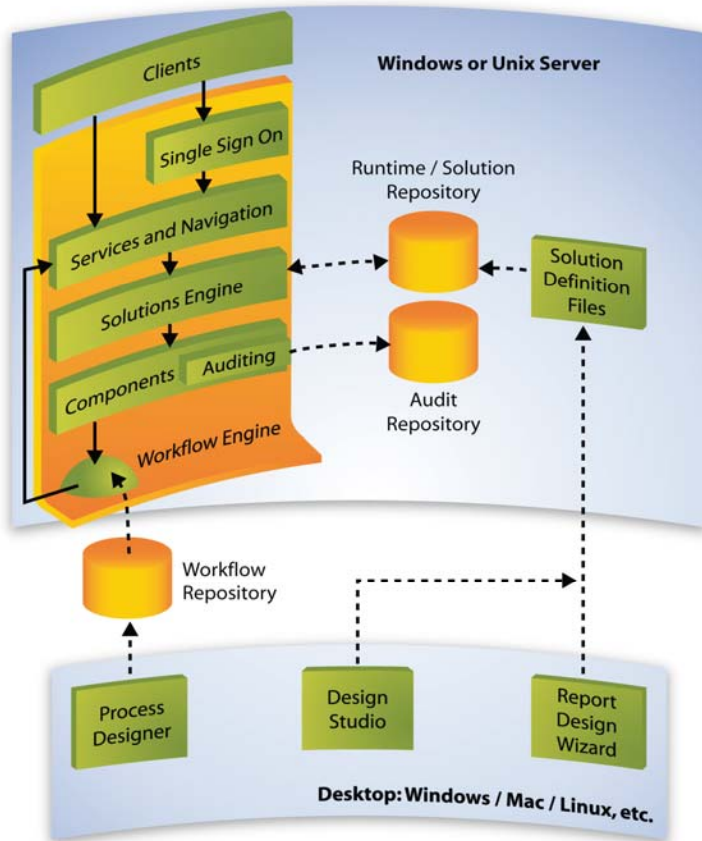 Clients
Windows or Unix Server
Single Sign On
Runtime / Solution
Repository
Services and Navigation
Solution
Definition
Files
Solutions Engine
Auditing
Components
Audit
Repository
Workflow Engine
Workflow
Repository
Process
Designer
Design
Studio
Report
Design
Wizard
Desktop: Windows / Mac / Linux, etc.